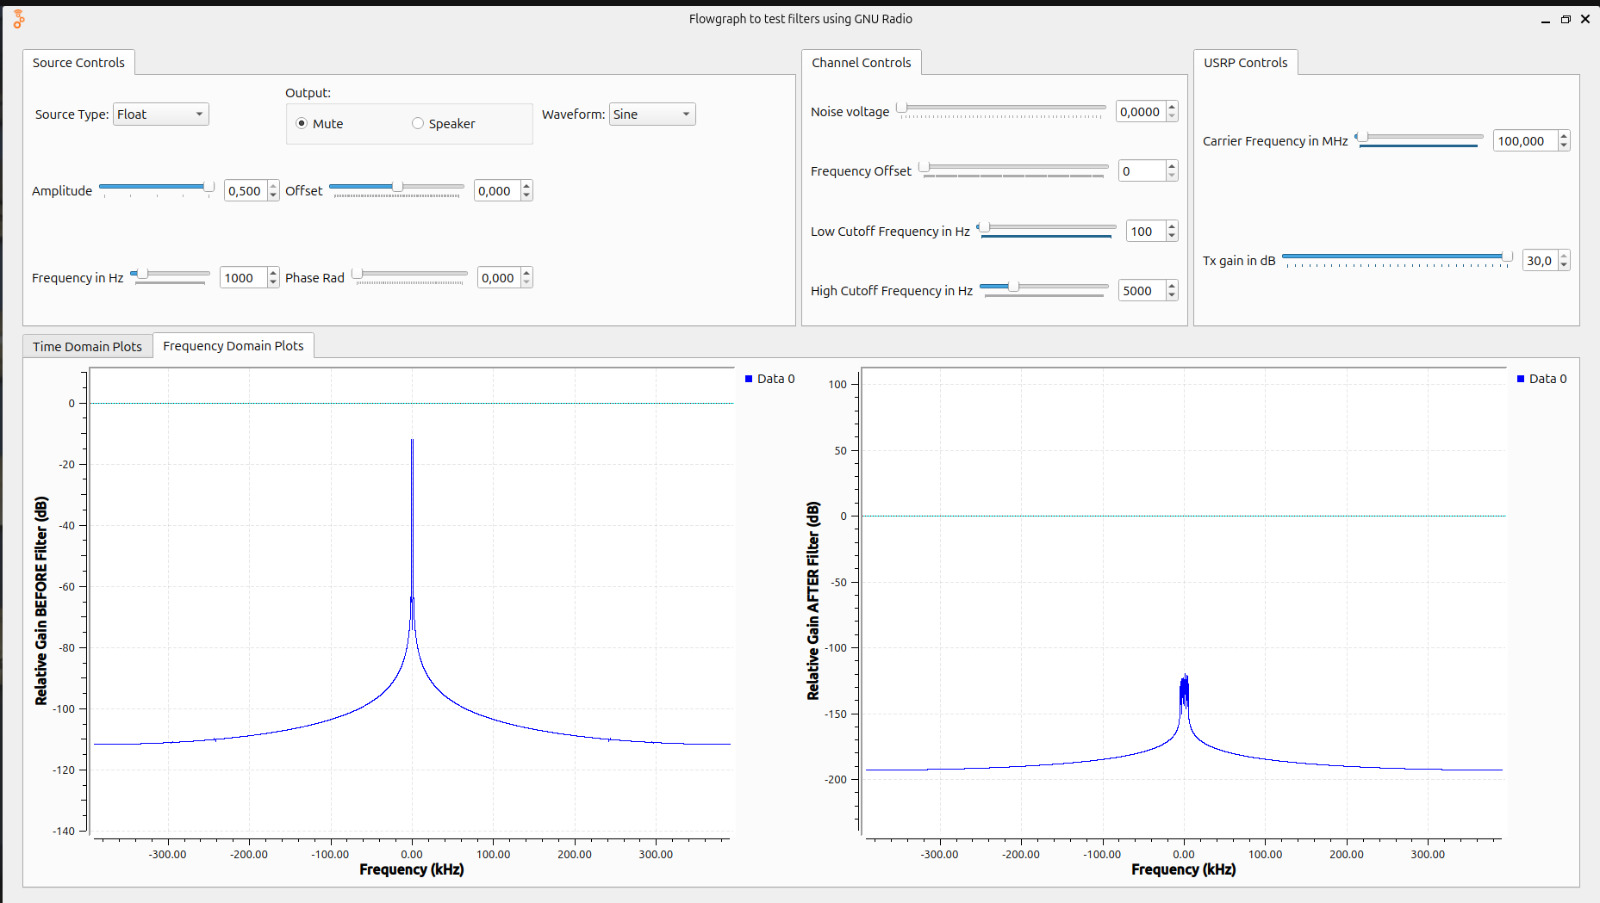 Flowgraph to test filters using GNU Radio
Source Controls
Source Type: Float
Output:
Mute
Speaker
Waveform: Sine
Amplitude 0,500
Offset 0,000
Frequency in Hz 1000
Phase Rad 0,000
Channel Controls
Noise voltage 0,0000
Frequency Offset 0
Low Cutoff Frequency in Hz 100
High Cutoff Frequency in Hz 5000
USRP Controls
Carrier Frequency in MHz 100,000
Tx gain in dB 30,0
Time Domain Plots
Frequency Domain Plots
Relative Gain BEFORE Filter (dB)
0
-20
-40
-60
-80
-100
-120
-140
-300.00 -200.00 -100.00 0.00 100.00 200.00 300.00
Frequency (kHz)
Data 0
Relative Gain AFTER Filter (dB)
100
50
0
-50
-100
-150
-200
-300.00 -200.00 -100.00 0.00 100.00 200.00 300.00
Frequency (kHz)
Data 0